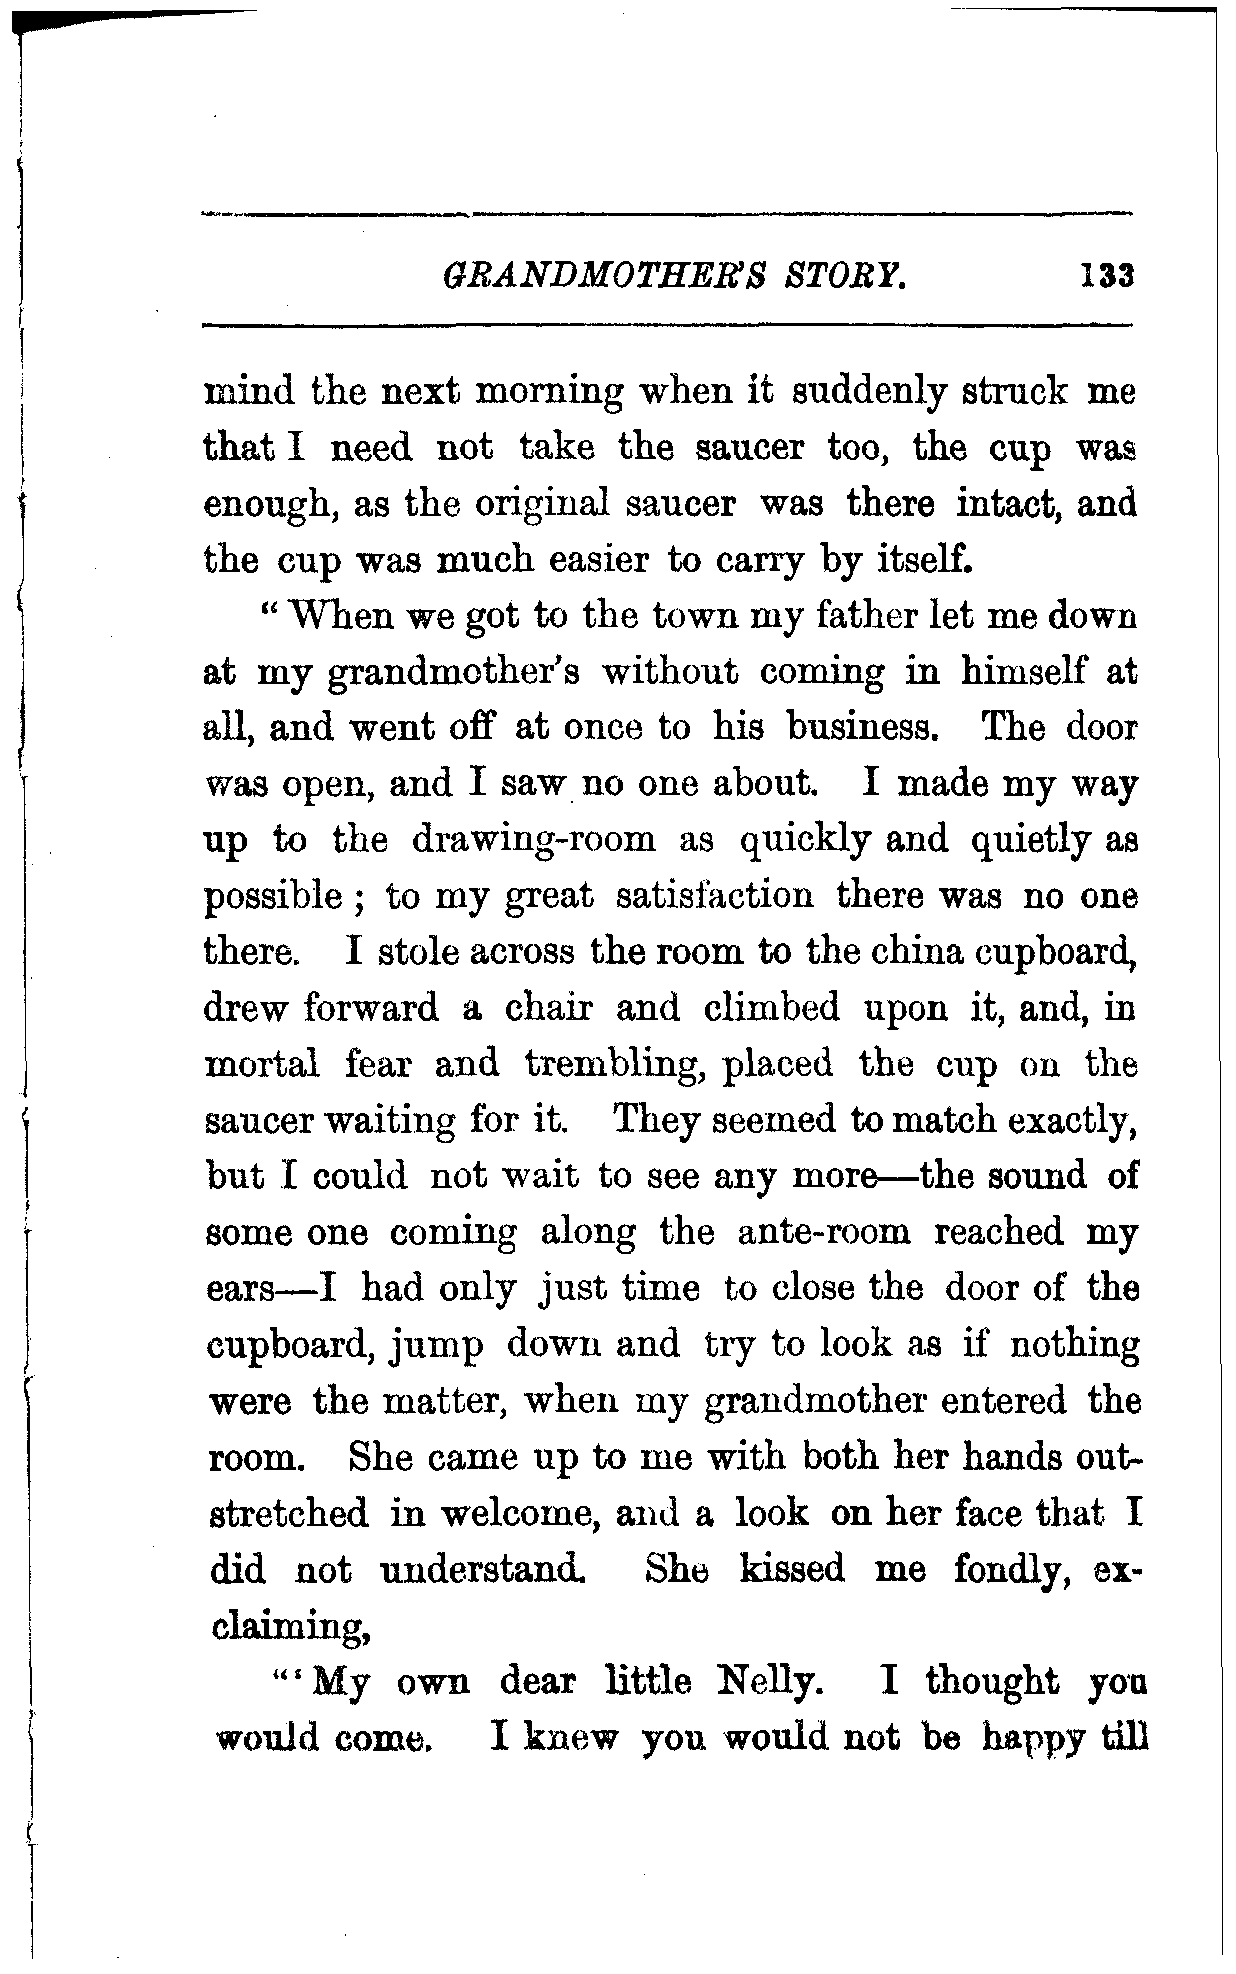 GRANDMOTHER'S STORY. 133
mind the next morning when it suddenly struck me
that I need not take the saucer too, the cup was
enough, as the original saucer was there intact, and
the cup was much easier to carry by itself.
“ When we got to the town my father let me down
at my grandmother's without coming in himself at
all, and went off at once to his business. The door
was open, and I saw no one about. I made my way
up to the drawing-room as quickly and quietly as
possible ; to my great satisfaction there was no one
there. I stole across the room to the china cupboard,
drew forward a chair and climbed upon it, and, in
mortal fear and trembling, placed the cup on the
saucer waiting for it. They seemed to match exactly,
but I could not wait to see any more—the sound of
some one coming along the ante-room reached my
ears—I had only just time to close the door of the
cupboard, jump down and try to look as if nothing
were the matter, when my grandmother entered the
room. She came up to me with both her hands out-
stretched in welcome, and a look on her face that I
did not understand. She kissed me fondly, ex-
claiming,
“‘ My own dear little Nelly. I thought you
would come. I knew you would not be happy till